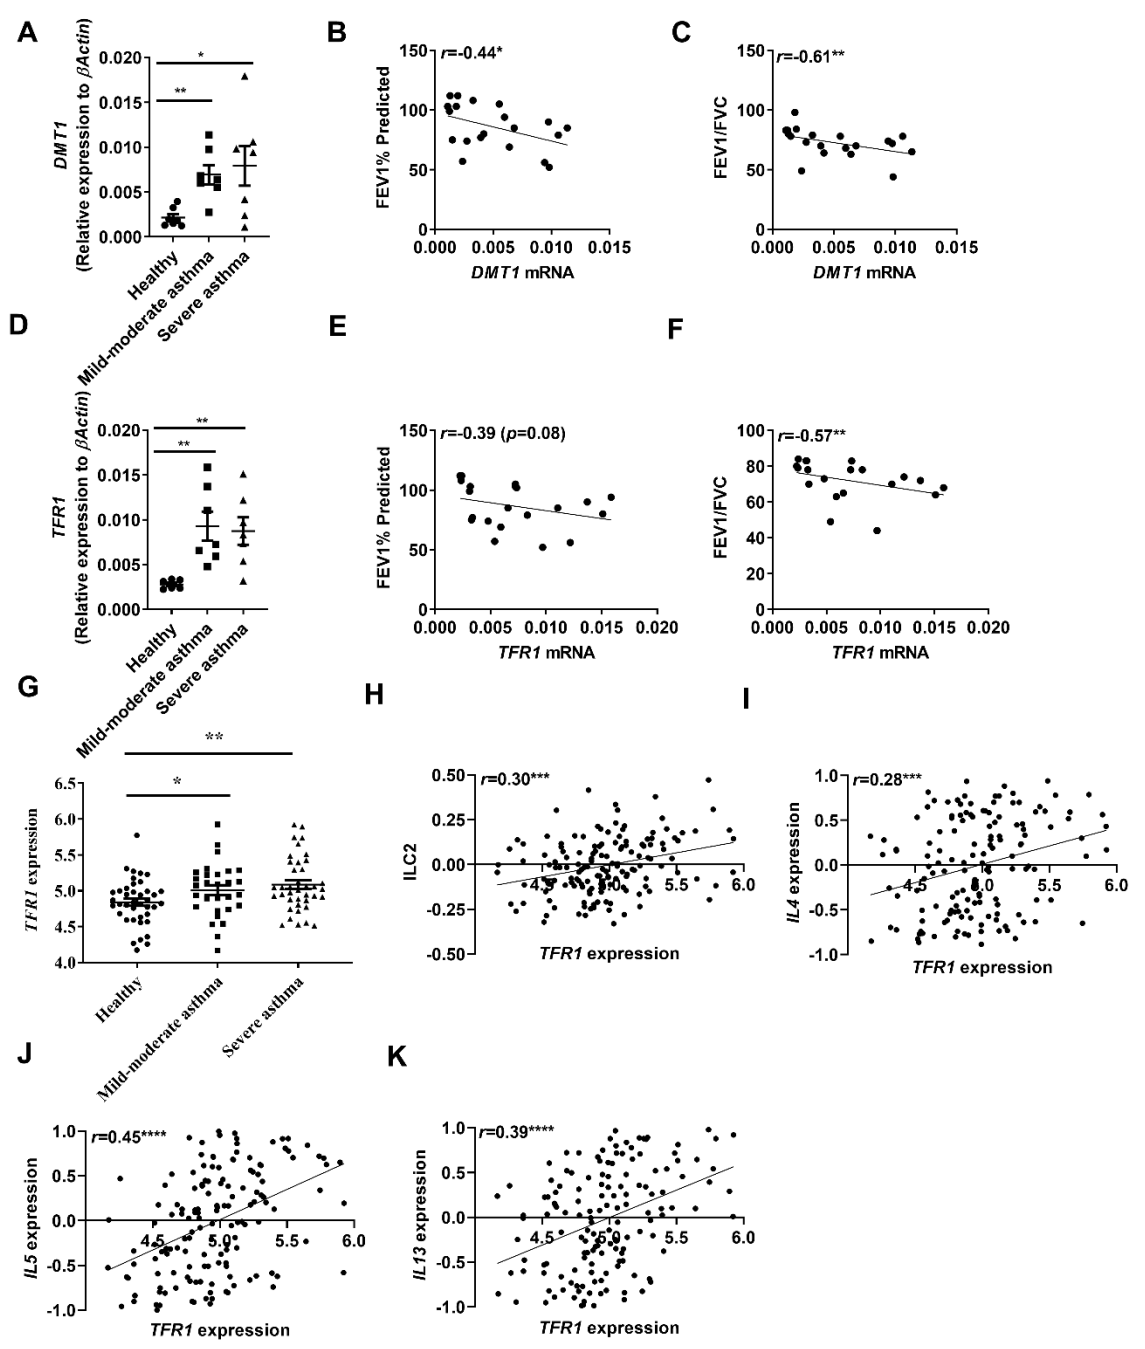 A
DMT1
(Relative expression to βActin)
0.020
0.015
0.010
0.005
0.000
*
**
Healthy
Mild-moderate asthma
Severe asthma
B
r=-0.44*
FEV1% Predicted
150
100
50
0
0.000 0.005 0.010 0.015
DMT1 mRNA
C
r=-0.61**
FEV1/FVC
150
100
50
0
0.000 0.005 0.010 0.015
DMT1 mRNA
D
TFR1
(Relative expression to βActin)
0.020
0.015
0.010
0.005
0.000
**
**
Healthy
Mild-moderate asthma
Severe asthma
E
r=-0.39 (p=0.08)
FEV1% Predicted
150
100
50
0
0.000 0.005 0.010 0.015 0.020
TFR1 mRNA
F
r=-0.57**
FEV1/FVC
100
80
60
40
20
0
0.000 0.005 0.010 0.015 0.020
TFR1 mRNA
G
TFR1 expression
6.5
6.0
5.5
5.0
4.5
4.0
**
*
Healthy
Mild-moderate asthma
Severe asthma
H
r=0.30***
ILC2
0.50
0.25
0.00
-0.25
-0.50
4.5 5.0 5.5 6.0
TFR1 expression
I
r=0.28***
IL4 expression
1.0
0.5
0.0
-0.5
-1.0
4.5 5.0 5.5 6.0
TFR1 expression
J
r=0.45****
IL5 expression
1.0
0.5
0.0
-0.5
-1.0
4.5 5.0 5.5 6.0
TFR1 expression
K
r=0.39****
IL13 expression
1.0
0.5
0.0
-0.5
-1.0
4.5 5.0 5.5 6.0
TFR1 expression